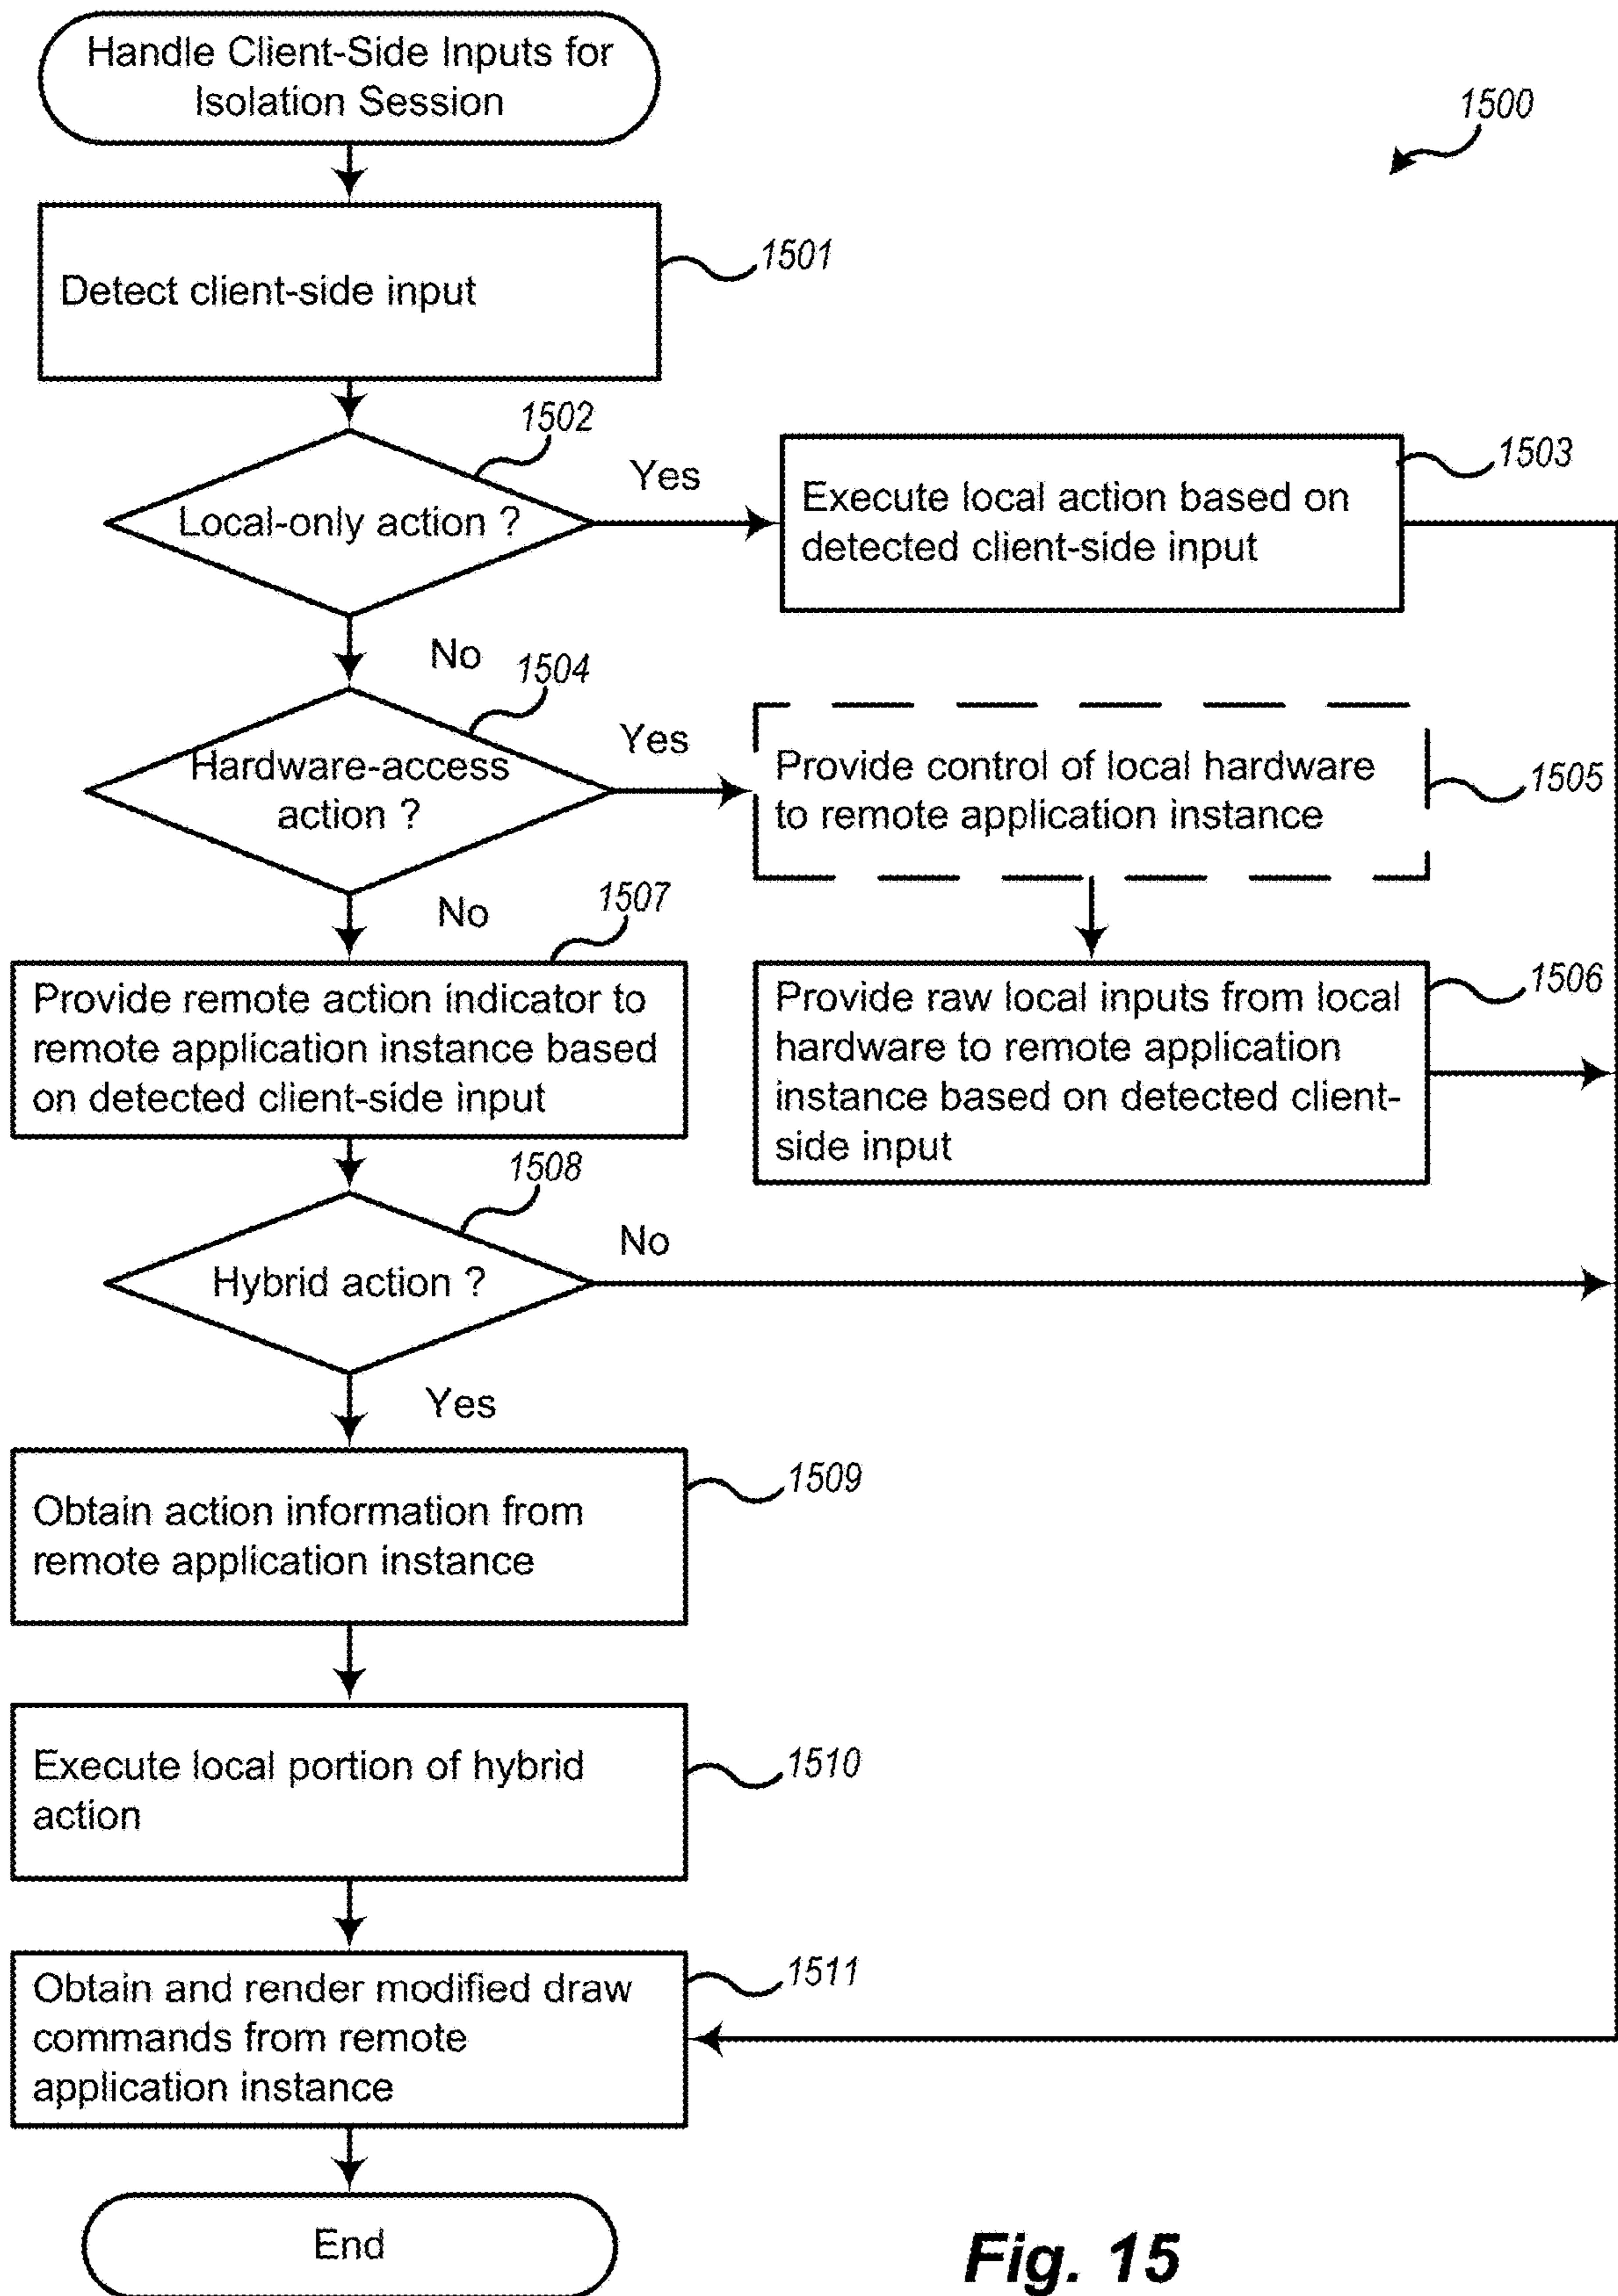 Handle Client-Side Inputs for
Isolation Session
1500
1501
Detect client-side input
1502
Local-only action ?
Yes
1503
Execute local action based on
detected client-side input
No
1504
Hardware-access
action ?
Yes
Provide control of local hardware
to remote application instance
1505
No
1507
Provide remote action indicator to
remote application instance based
on detected client-side input
1506
Provide raw local inputs from local
hardware to remote application
instance based on detected client-
side input
1508
Hybrid action ?
No
Yes
1509
Obtain action information from
remote application instance
1510
Execute local portion of hybrid
action
1511
Obtain and render modified draw
commands from remote
application instance
End
Fig. 15